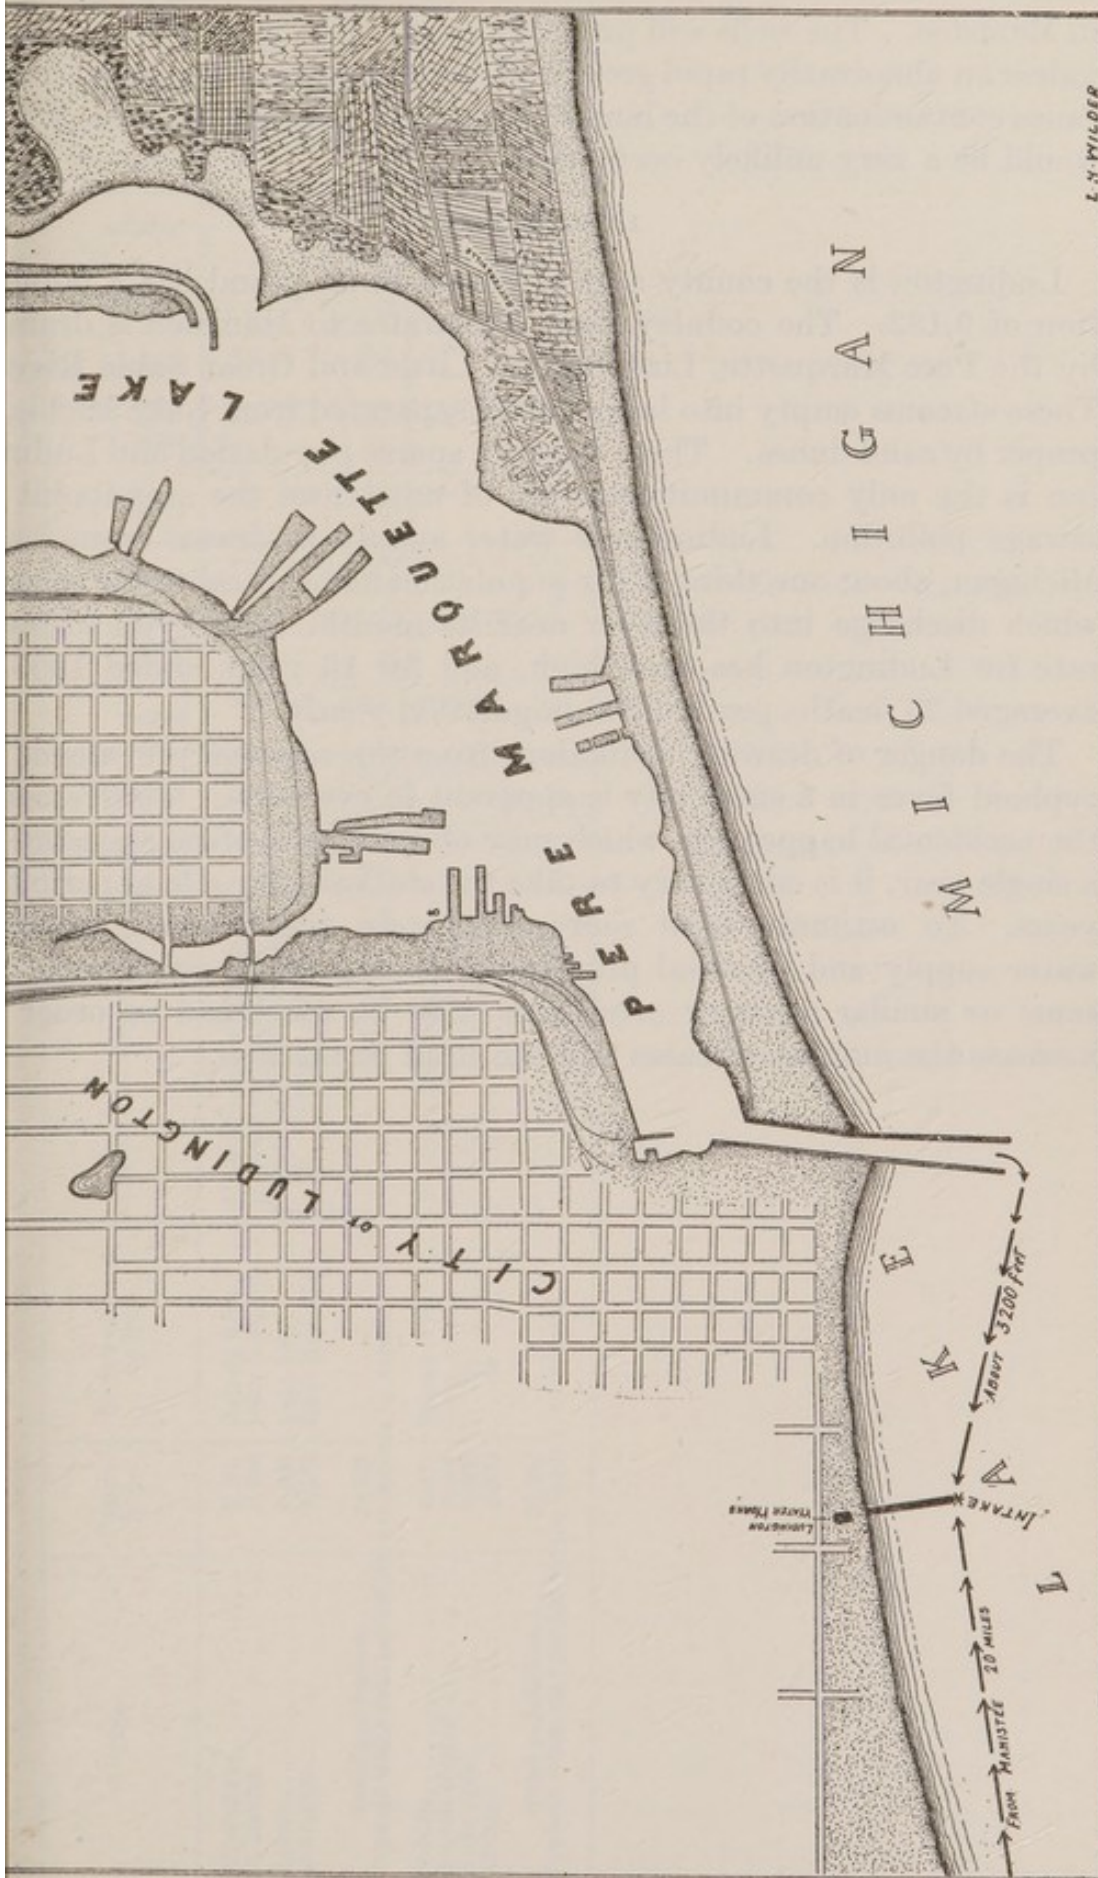 L.Y. WILDER
LAKE MICHIGAN
PERE MARQUETTE
LAKE
CITY OF LUDINGTON
LUDINGTON
WATER WORKS
INTAKE
ABOUT 5200 FEET
FROM MANISTEE 20 MILES